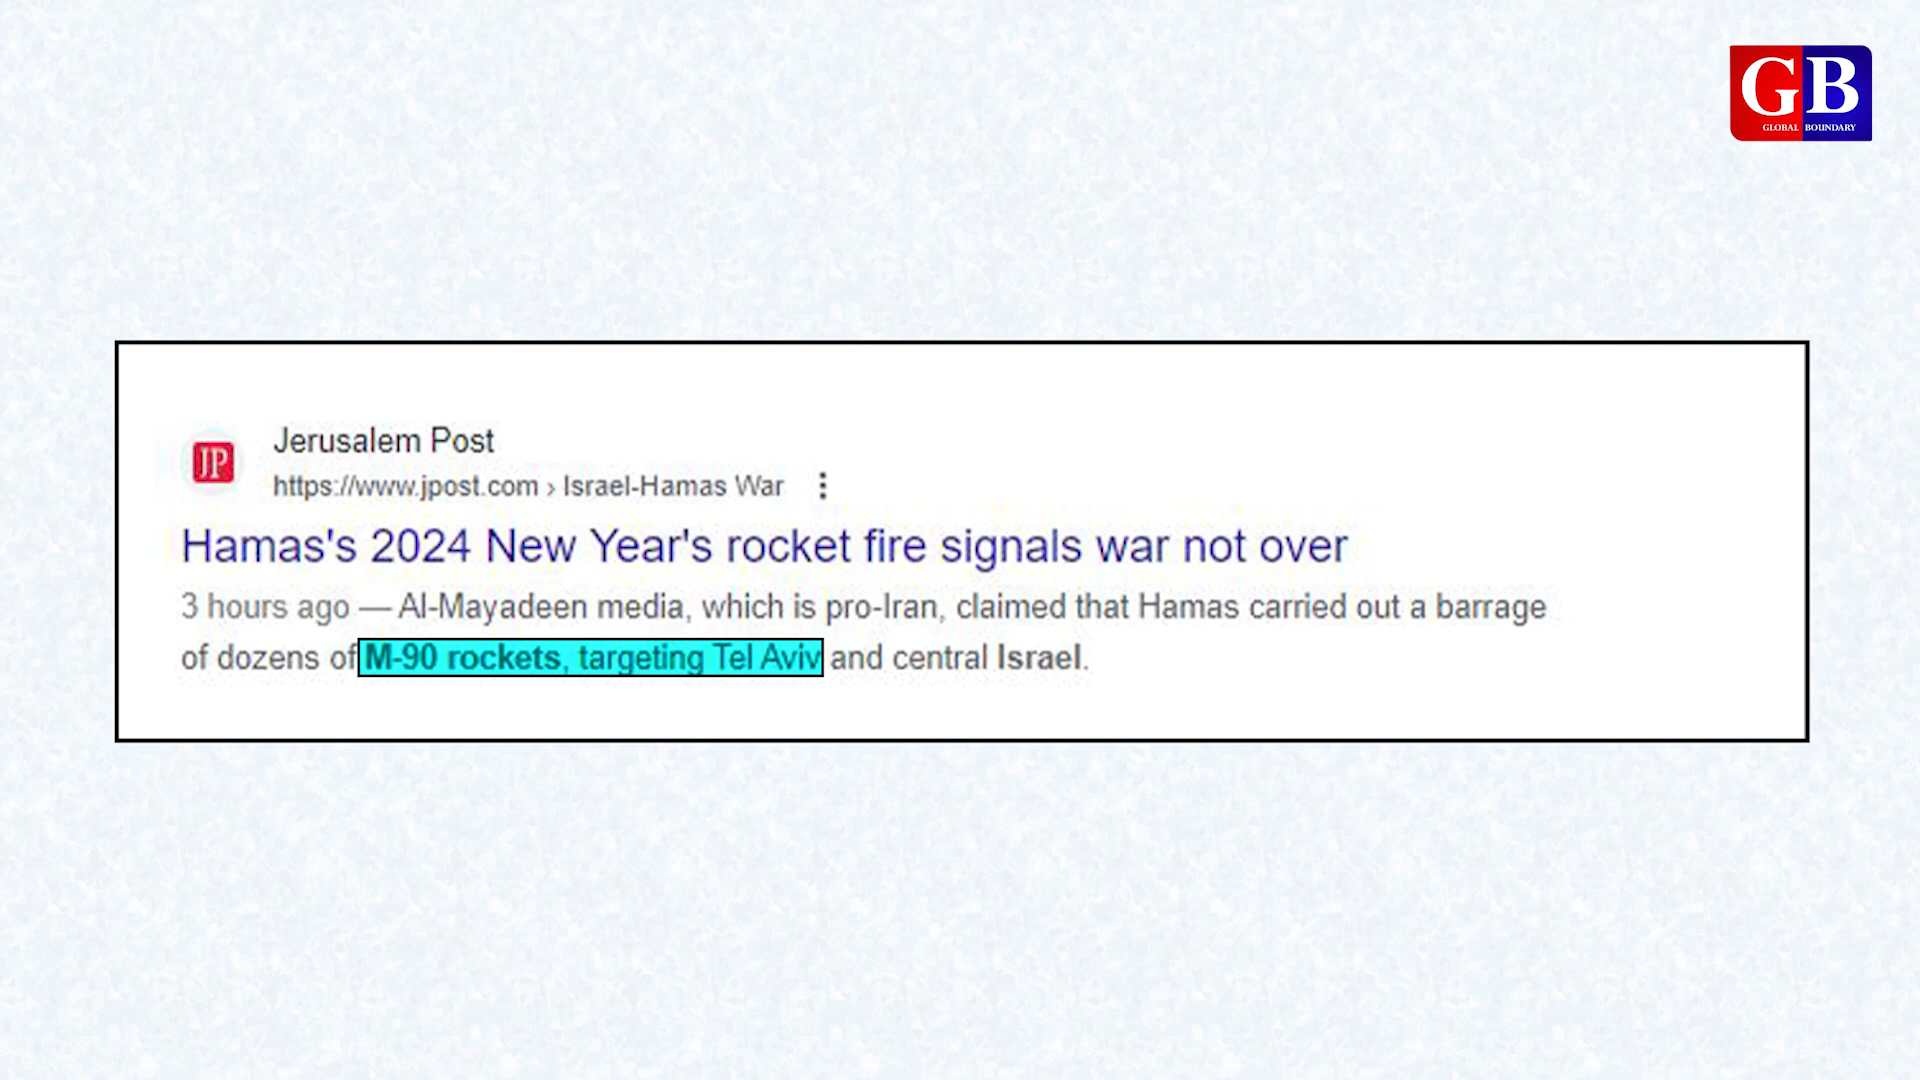 GB
GLOBAL BOUNDARY
JP
Jerusalem Post
https://www.jpost.com › Israel-Hamas War
Hamas's 2024 New Year's rocket fire signals war not over
3 hours ago — Al-Mayadeen media, which is pro-Iran, claimed that Hamas carried out a barrage
of dozens of M-90 rockets, targeting Tel Aviv and central Israel.